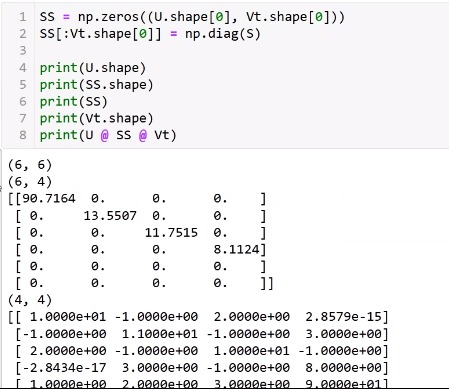 1 SS = np.zeros((U.shape[0], Vt.shape[0]))
2 SS[:Vt.shape[0]] = np.diag(S)
3
4 print(U.shape)
5 print(SS.shape)
6 print(SS)
7 print(Vt.shape)
8 print(U @ SS @ Vt)
(6, 6)
(6, 4)
[[90.7164 0. 0. 0. ]
[ 0. 13.5507 0. 0. ]
[ 0. 0. 11.7515 0. ]
[ 0. 0. 0. 8.1124]
[ 0. 0. 0. 0. ]
[ 0. 0. 0. 0. ]]
(4, 4)
[[ 1.0000e+01 -1.0000e+00 2.0000e+00 2.8579e-15]
[-1.0000e+00 1.1000e+01 -1.0000e+00 3.0000e+00]
[ 2.0000e+00 -1.0000e+00 1.0000e+01 -1.0000e+00]
[-2.8434e-17 3.0000e+00 -1.0000e+00 8.0000e+00]
[ 1.0000e+00 2.0000e+00 3.0000e+00 9.0000e+01]